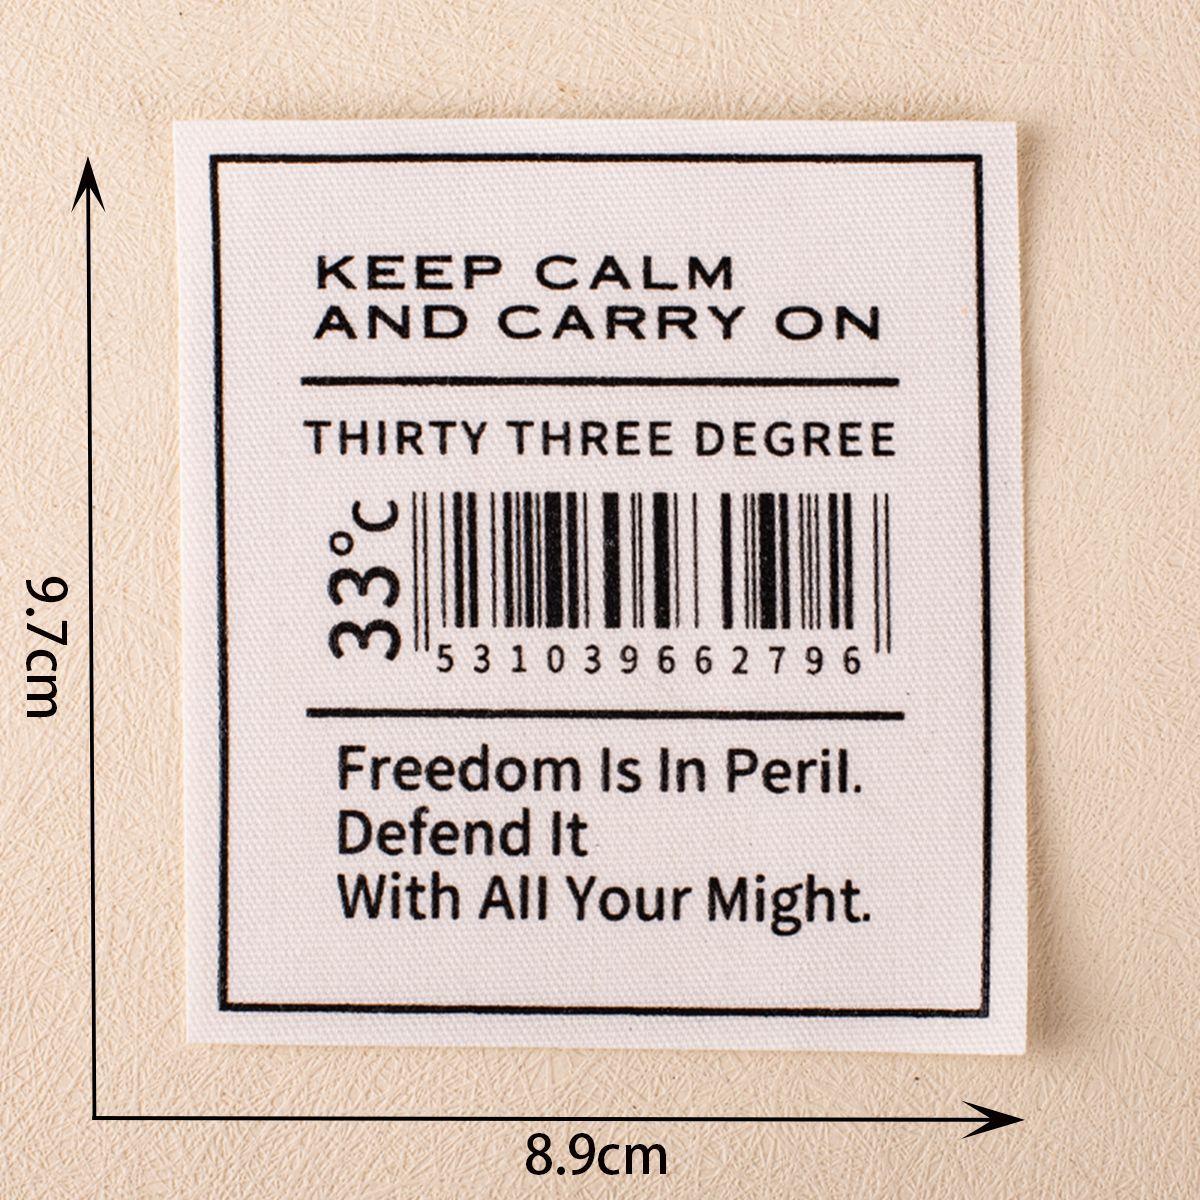 KEEP CALM
AND CARRY ON
THIRTY THREE DEGREE
33°C
531039662796
Freedom Is In Peril.
Defend It
With All Your Might.
9.7cm
8.9cm